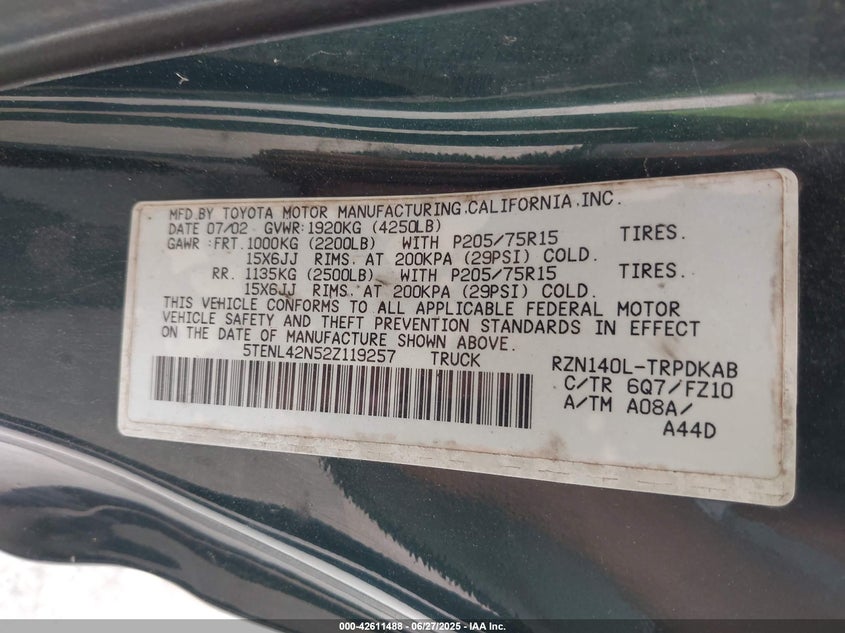 MFD.BY TOYOTA MOTOR MANUFACTURING.CALIFORNIA.INC.
DATE 07/02 GVWR:1920KG (4250LB)
GAWR:FRT.1000KG (2200LB) WITH P205/75R15 TIRES.
15X6JJ RIMS. AT 200KPA (29PSI) COLD.
RR. 1135KG (2500LB) WITH P205/75R15 TIRES.
15X6JJ RIMS. AT 200KPA (29PSI) COLD.
THIS VEHICLE CONFORMS TO ALL APPLICABLE FEDERAL MOTOR
VEHICLE SAFETY AND THEFT PREVENTION STANDARDS IN EFFECT
ON THE DATE OF MANUFACTURE SHOWN ABOVE.
5TENL42N52Z119257 TRUCK
RZN140L-TRPDKAB
C/TR 6Q7/FZ10
A/TM A08A/
A44D
000-42611488 - 06/27/2025 - IAA Inc.